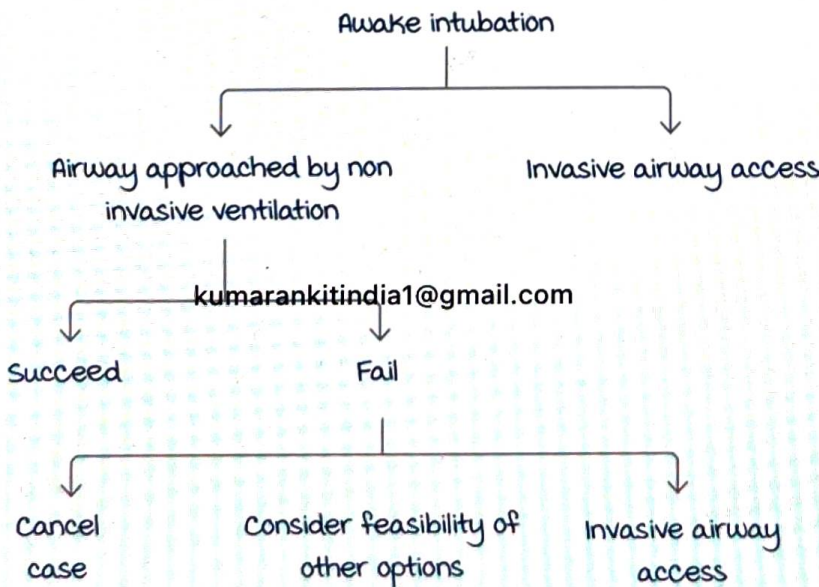 Awake intubation
Airway approached by non
invasive ventilation
Invasive airway access
kumarankitindia1@gmail.com
Succeed
Fail
Cancel
case
Consider feasibility of
other options
Invasive airway
access